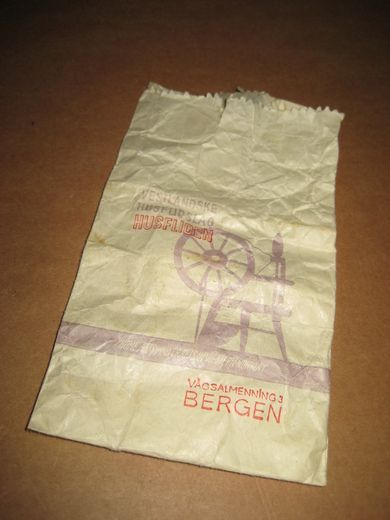 VESTLANDSKE
HUSFLIDSLAG
HUSFLIDEN
VÅGSALMENNING 3
BERGEN